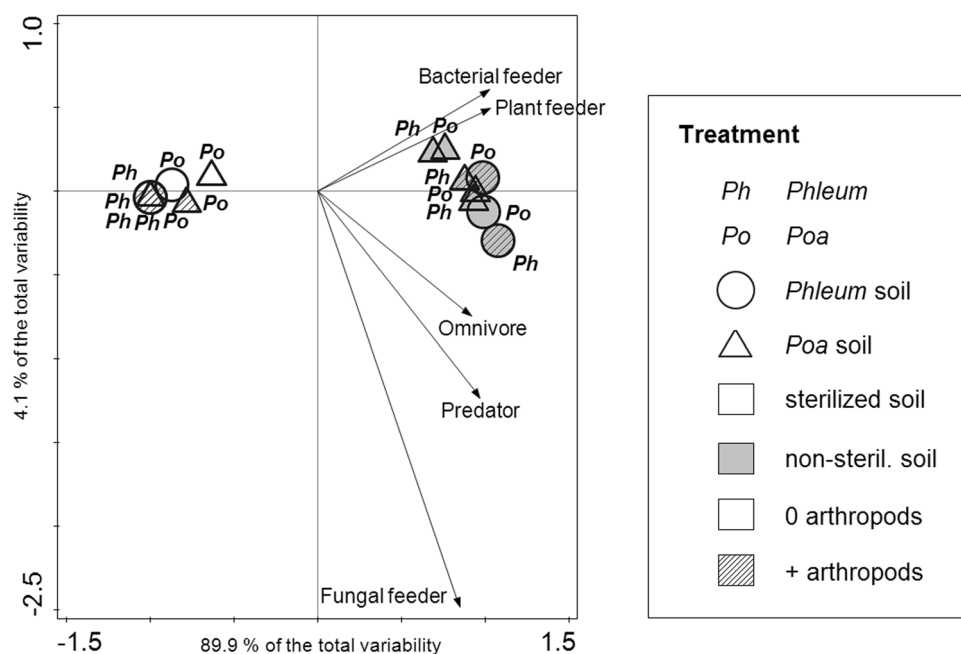 1.0
Bacterial feeder
Plant feeder
Ph Po
Po Po Po
Ph Ph
Ph Po Po
Ph Ph Po Ph Po
Ph
4.1 % of the total variability
Omnivore
Predator
Fungal feeder
-2.5
-1.5
89.9 % of the total variability
1.5
Treatment
Ph Phleum
Po Poa
Phleum soil
Poa soil
sterilized soil
non-steril. soil
0 arthropods
+ arthropods